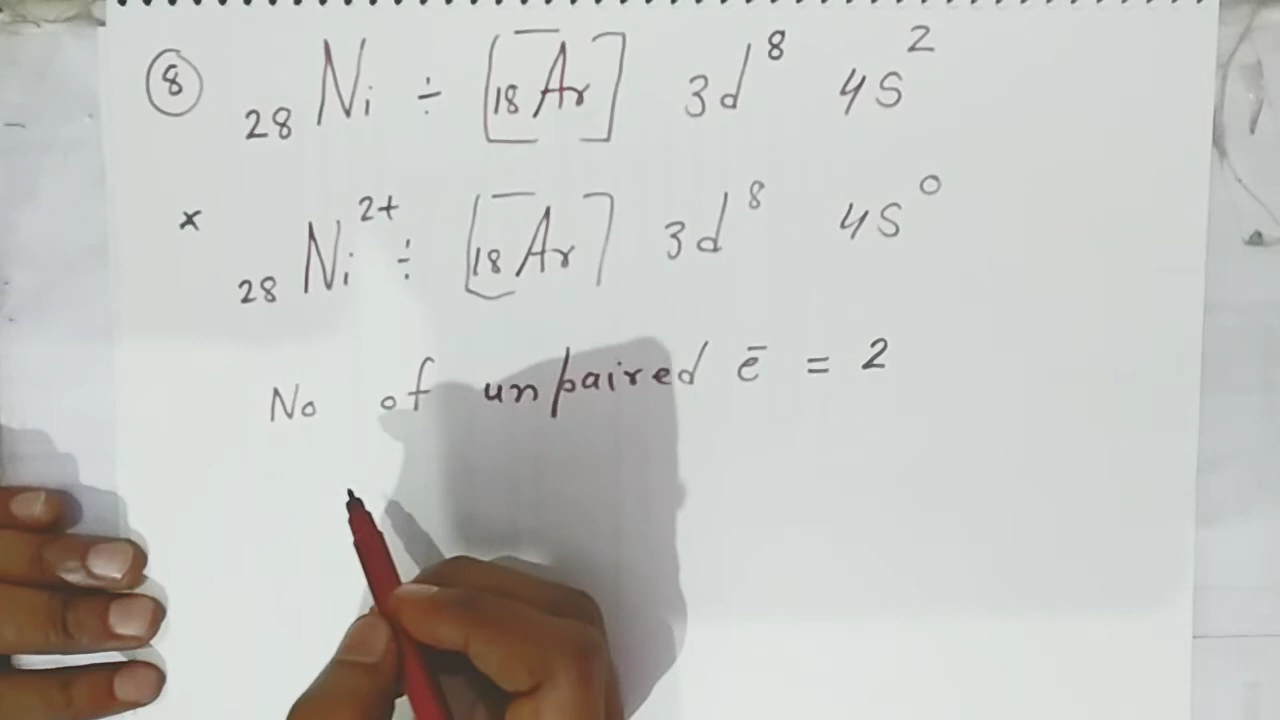 ⑧ ₂₈Ni ÷ [₁₈Ar] 3d⁸ 4s²
× ₂₈Ni²⁺ ÷ [₁₈Ar] 3d⁸ 4s⁰
No of unpaired ē = 2